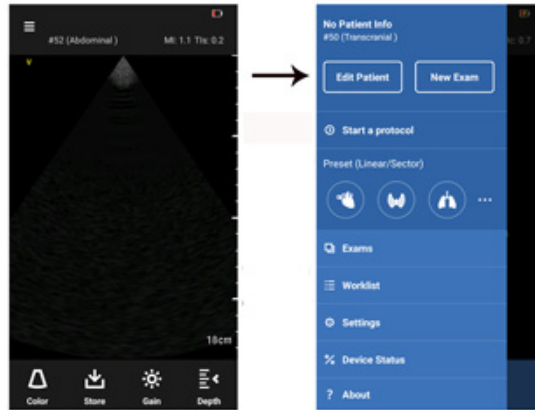 #52 (Abdominal )
MI: 1.1 TIs: 0.2
18cm
Color
Store
Gain
Depth
No Patient Info
#50 (Transcranial )
Edit Patient
New Exam
Start a protocol
Preset (Linear/Sector)
Exams
Worklist
Settings
Device Status
? About